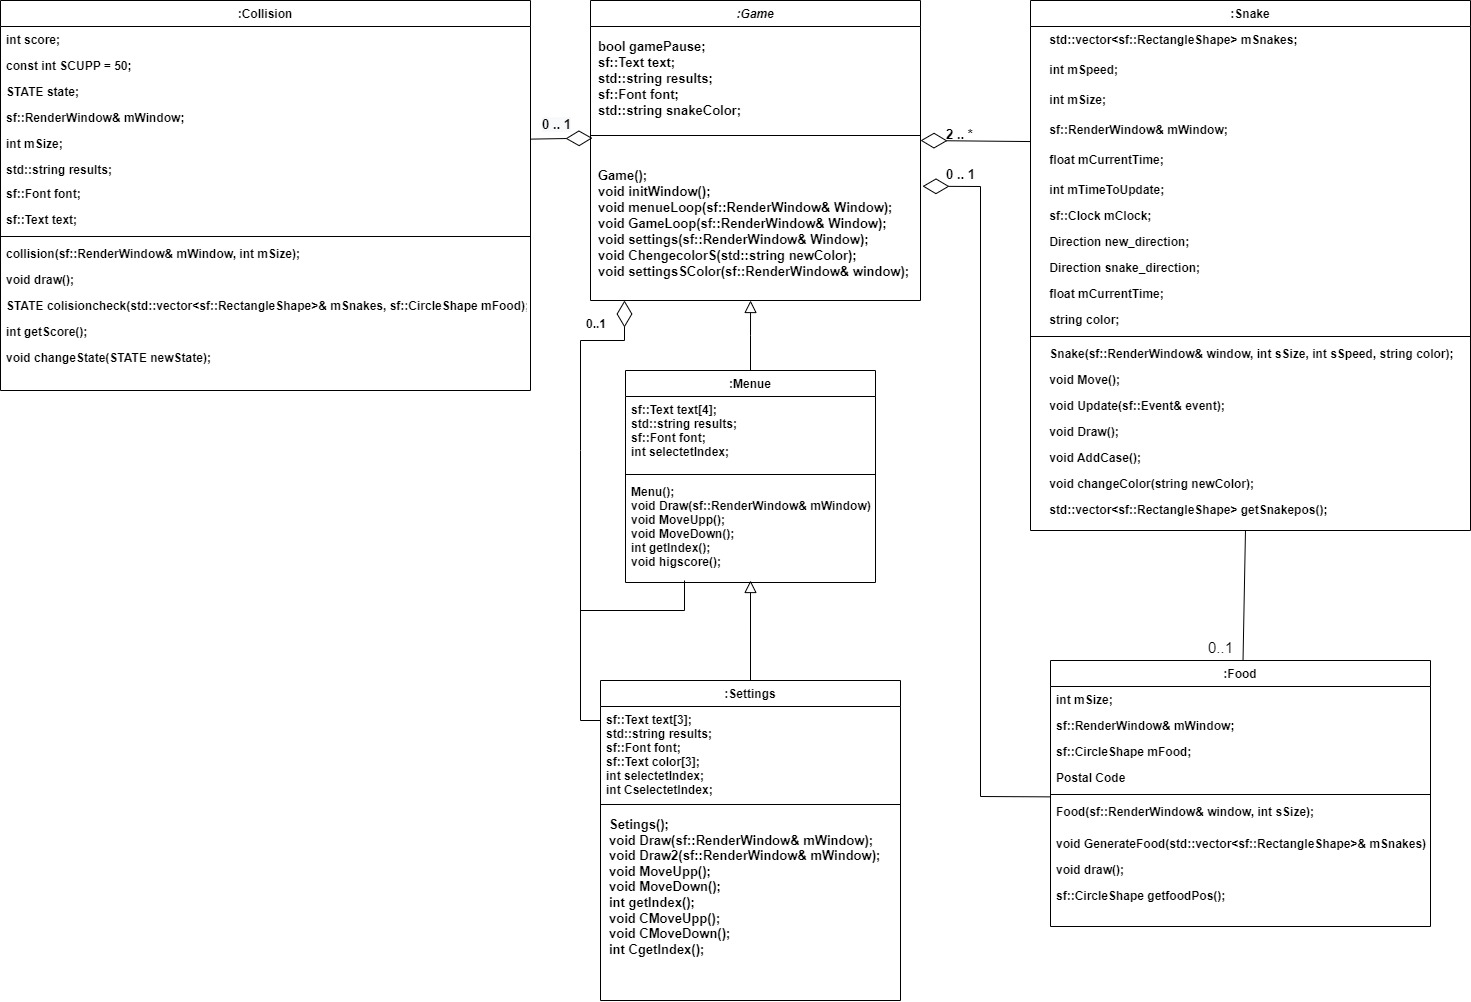 :Collision
int score;
const int SCUPP = 50;
STATE state;
sf::RenderWindow& mWindow;
int mSize;
std::string results;
sf::Font font;
sf::Text text;
collision(sf::RenderWindow& mWindow, int mSize);
void draw();
STATE colisioncheck(std::vector<sf::RectangleShape>& mSnakes, sf::CircleShape mFood);
int getScore();
void changeState(STATE newState);
0 .. 1
:Game
bool gamePause;
sf::Text text;
std::string results;
sf::Font font;
std::string snakeColor;
Game();
void initWindow();
void menueLoop(sf::RenderWindow& Window);
void GameLoop(sf::RenderWindow& Window);
void settings(sf::RenderWindow& Window);
void ChengecolorS(std::string newColor);
void settingsSColor(sf::RenderWindow& window);
2 .. *
0 .. 1
0..1
:Snake
std::vector<sf::RectangleShape> mSnakes;
int mSpeed;
int mSize;
sf::RenderWindow& mWindow;
float mCurrentTime;
int mTimeToUpdate;
sf::Clock mClock;
Direction new_direction;
Direction snake_direction;
float mCurrentTime;
string color;
Snake(sf::RenderWindow& window, int sSize, int sSpeed, string color);
void Move();
void Update(sf::Event& event);
void Draw();
void AddCase();
void changeColor(string newColor);
std::vector<sf::RectangleShape> getSnakepos();
:Menue
sf::Text text[4];
std::string results;
sf::Font font;
int selectetIndex;
Menu();
void Draw(sf::RenderWindow& mWindow)
void MoveUpp();
void MoveDown();
int getIndex();
void higscore();
:Settings
sf::Text text[3];
std::string results;
sf::Font font;
sf::Text color[3];
int selectetIndex;
int CselectetIndex;
Setings();
void Draw(sf::RenderWindow& mWindow);
void Draw2(sf::RenderWindow& mWindow);
void MoveUpp();
void MoveDown();
int getIndex();
void CMoveUpp();
void CMoveDown();
int CgetIndex();
0..1
:Food
int mSize;
sf::RenderWindow& mWindow;
sf::CircleShape mFood;
Postal Code
Food(sf::RenderWindow& window, int sSize);
void GenerateFood(std::vector<sf::RectangleShape>& mSnakes)
void draw();
sf::CircleShape getfoodPos();